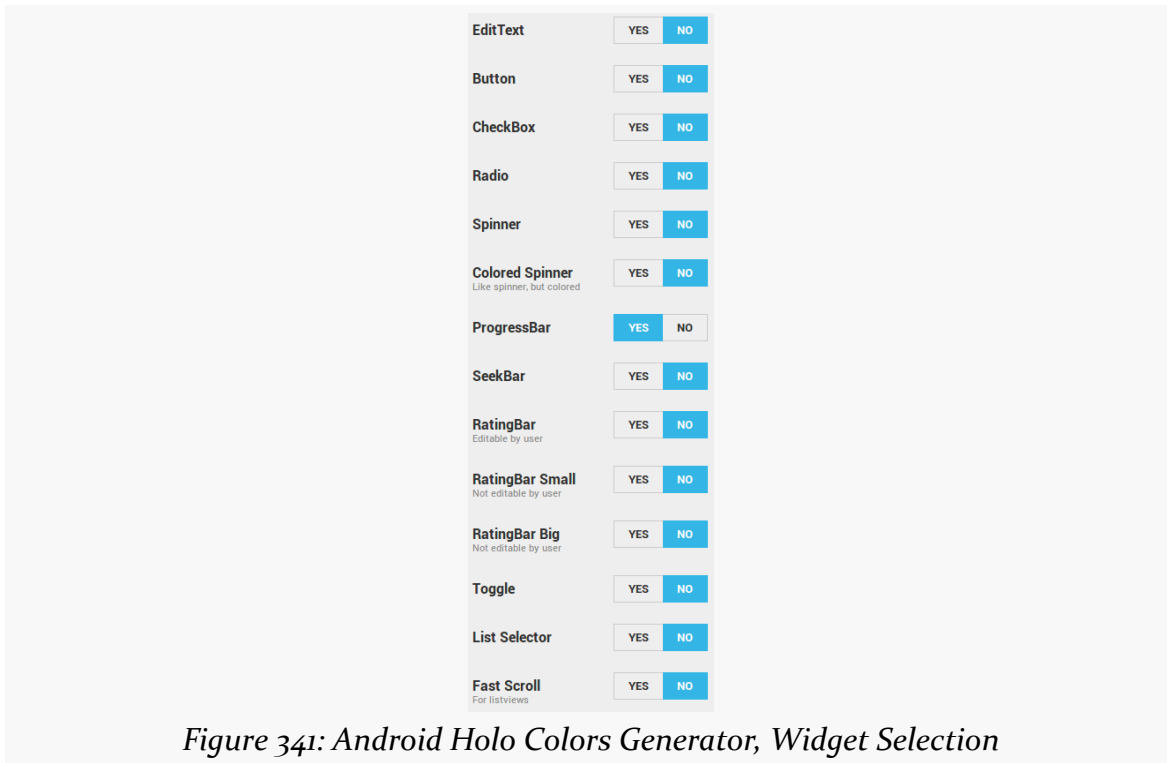 EditText YES NO
Button YES NO
CheckBox YES NO
Radio YES NO
Spinner YES NO
Colored Spinner YES NO
Like spinner, but colored
ProgressBar YES NO
SeekBar YES NO
RatingBar YES NO
Editable by user
RatingBar Small YES NO
Not editable by user
RatingBar Big YES NO
Not editable by user
Toggle YES NO
List Selector YES NO
Fast Scroll YES NO
For listviews
Figure 341: Android Holo Colors Generator, Widget Selection